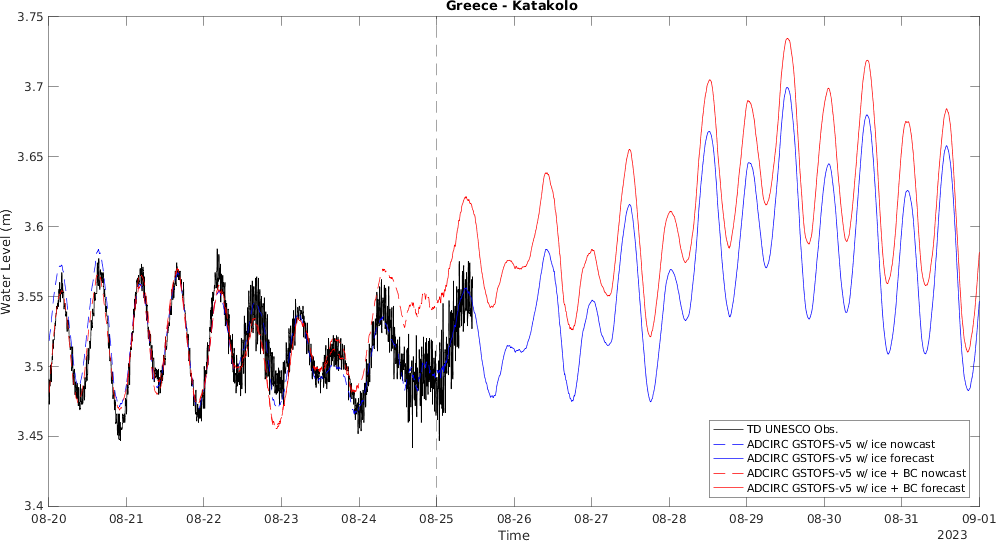 Greece - Katakolo
3.75
3.7
3.65
3.6
3.55
3.5
3.45
3.4
Water Level (m)
TD UNESCO Obs.
ADCIRC GSTOFS-v5 w/ ice nowcast
ADCIRC GSTOFS-v5 w/ ice forecast
ADCIRC GSTOFS-v5 w/ ice + BC nowcast
ADCIRC GSTOFS-v5 w/ ice + BC forecast
08-20 08-21 08-22 08-23 08-24 08-25 08-26 08-27 08-28 08-29 08-30 08-31 09-01
Time
2023